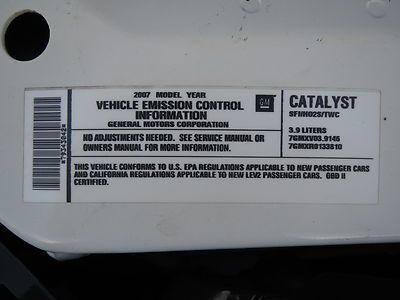 2007 MODEL YEAR
VEHICLE EMISSION CONTROL
INFORMATION
GENERAL MOTORS CORPORATION
GM
CATALYST
SFI/HO2S/TWC
3.9 LITERS
7GMXV03.9145
7GMXR0133810
NO ADJUSTMENTS NEEDED. SEE SERVICE MANUAL OR
OWNERS MANUAL FOR MORE INFORMATION.
THIS VEHICLE CONFORMS TO U.S. EPA REGULATIONS APPLICABLE TO NEW PASSENGER CARS
AND CALIFORNIA REGULATIONS APPLICABLE TO NEW LEV2 PASSENGER CARS. OBD II
CERTIFIED.